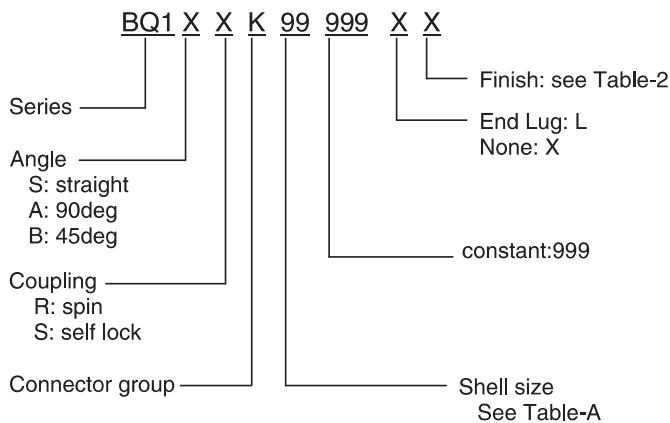 BQ1 X X K 99 999 X X
Finish: see Table-2
Series
End Lug: L
None: X
Angle
S: straight
A: 90deg
B: 45deg
constant:999
Coupling
R: spin
S: self lock
Connector group
Shell size
See Table-A